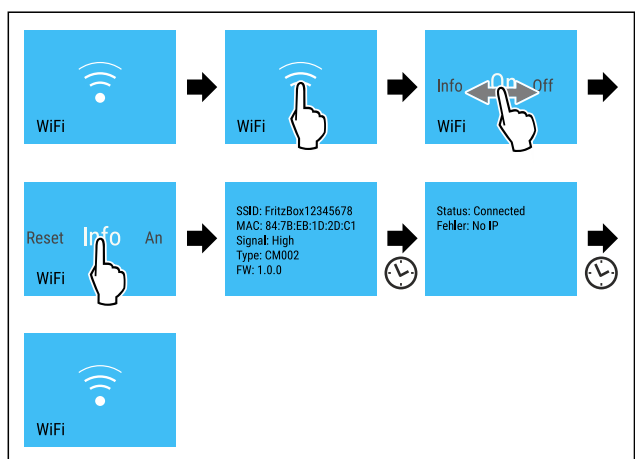 WiFi
WiFi
Info On Off
WiFi
Reset Info An
WiFi
SSID: FritzBox12345678
MAC: 84:7B:EB:1D:2D:C1
Signal: High
Type: CM002
FW: 1.0.0
Status: Connected
Fehler: No IP
WiFi